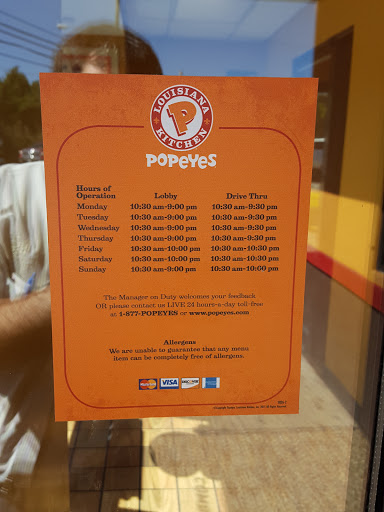 LOUISIANA
P
KITCHEN
POPEYES
Hours of
Operation Lobby Drive Thru
Monday 10:30 am-9:00 pm 10:30 am-9:30 pm
Tuesday 10:30 am-9:00 pm 10:30 am-9:30 pm
Wednesday 10:30 am-9:00 pm 10:30 am-9:30 pm
Thursday 10:30 am-9:00 pm 10:30 am-9:30 pm
Friday 10:30 am-10:00 pm 10:30 am-10:30 pm
Saturday 10:30 am-10:00 pm 10:30 am-10:30 pm
Sunday 10:30 am-9:00 pm 10:30 am-10:00 pm
The Manager on Duty welcomes your feedback
OR please contact us LIVE 24 hours-a-day toll-free
at 1-877-POPEYES or www.popeyes.com
Allergens
We are unable to guarantee that any menu
item can be completely free of allergens.
VISA